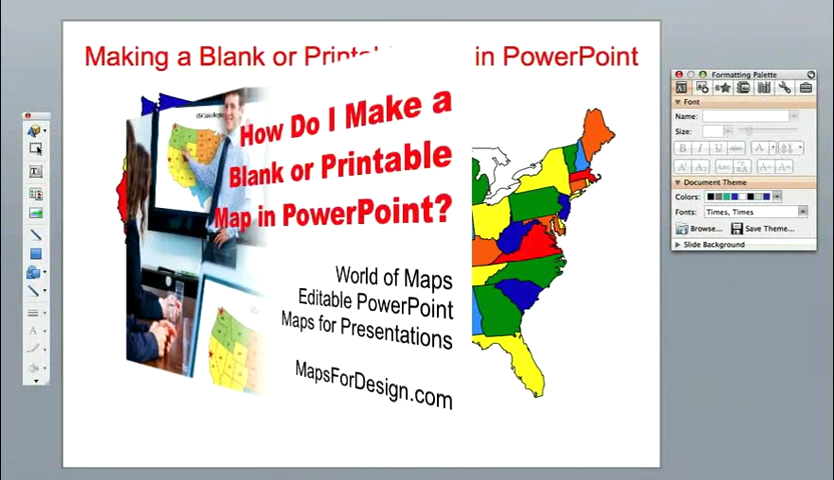 Making a Blank or
in PowerPoint
How Do I Make a
Blank or Printable
Map in PowerPoint?
World of Maps
Editable PowerPoint
Maps for Presentations
MapsForDesign.com
Formatting Palette
Font
Name:
Size:
Document Theme
Colors:
Fonts: Times, Times
Browse...
Save Theme...
Slide Background